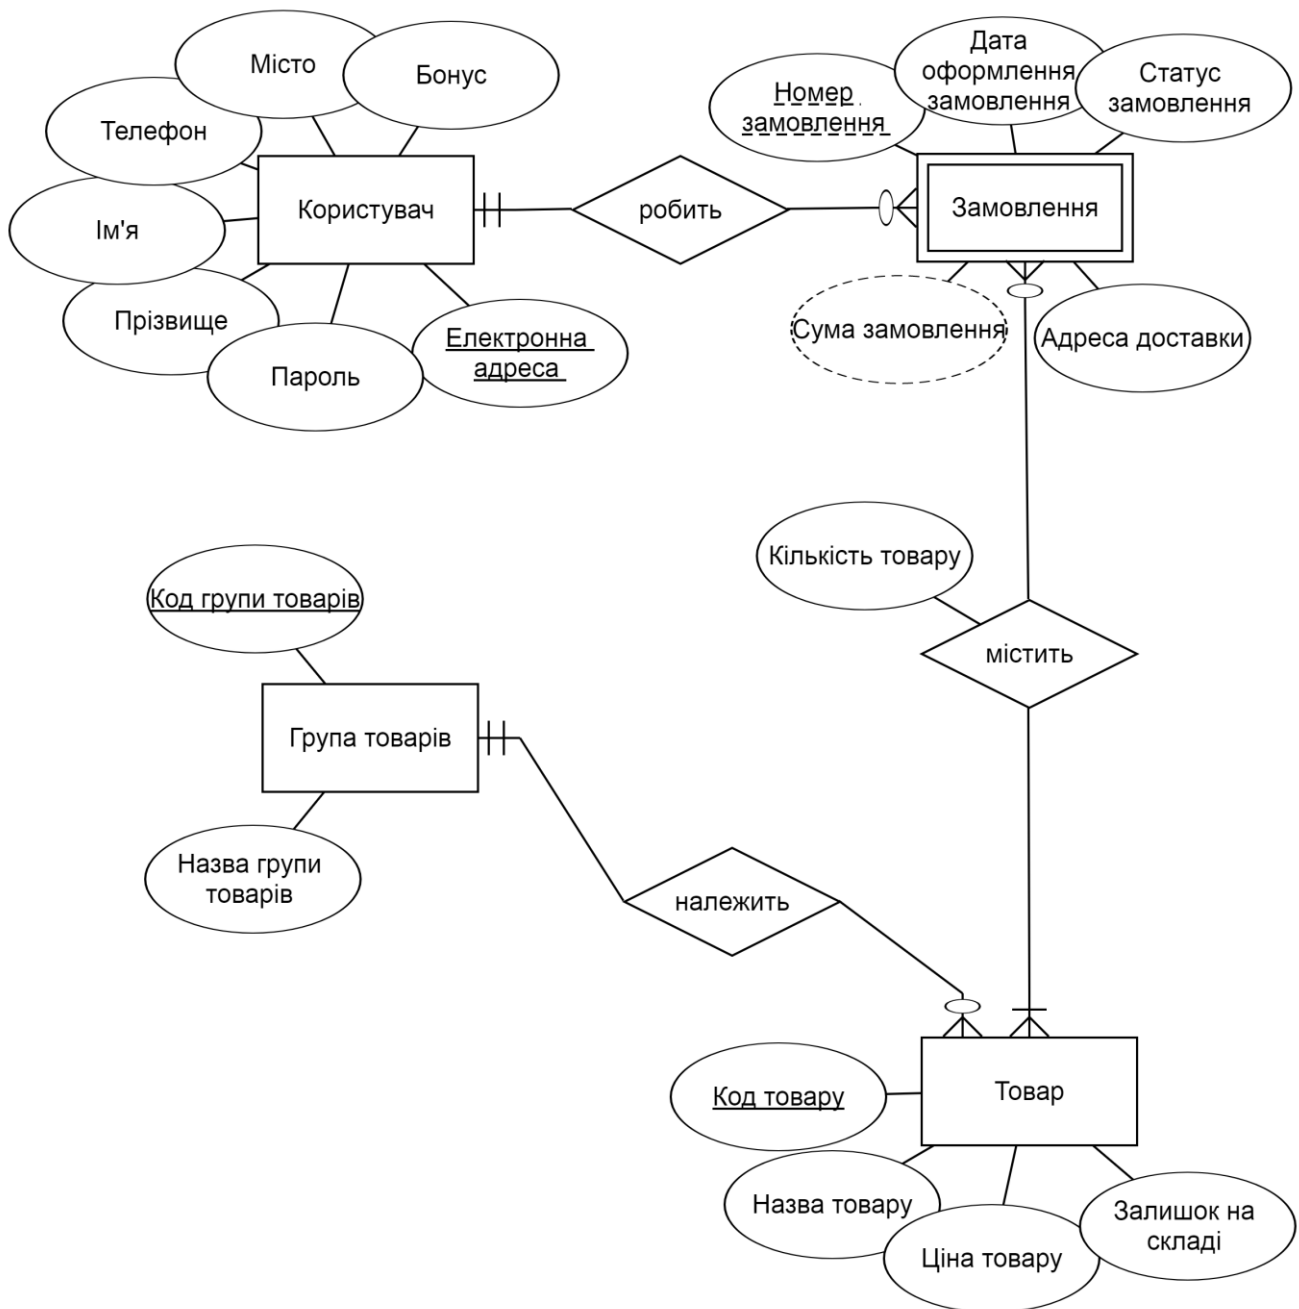 Місто
Бонус
Телефон
Ім'я
Прізвище
Пароль
Електронна
адреса
Користувач
робить
Номер
замовлення
Дата
оформлення
замовлення
Статус
замовлення
Замовлення
Сума замовлення
Адреса доставки
Кількість товару
містить
Код групи товарів
Група товарів
Назва групи
товарів
належить
Товар
Код товару
Назва товару
Ціна товару
Залишок на
складі